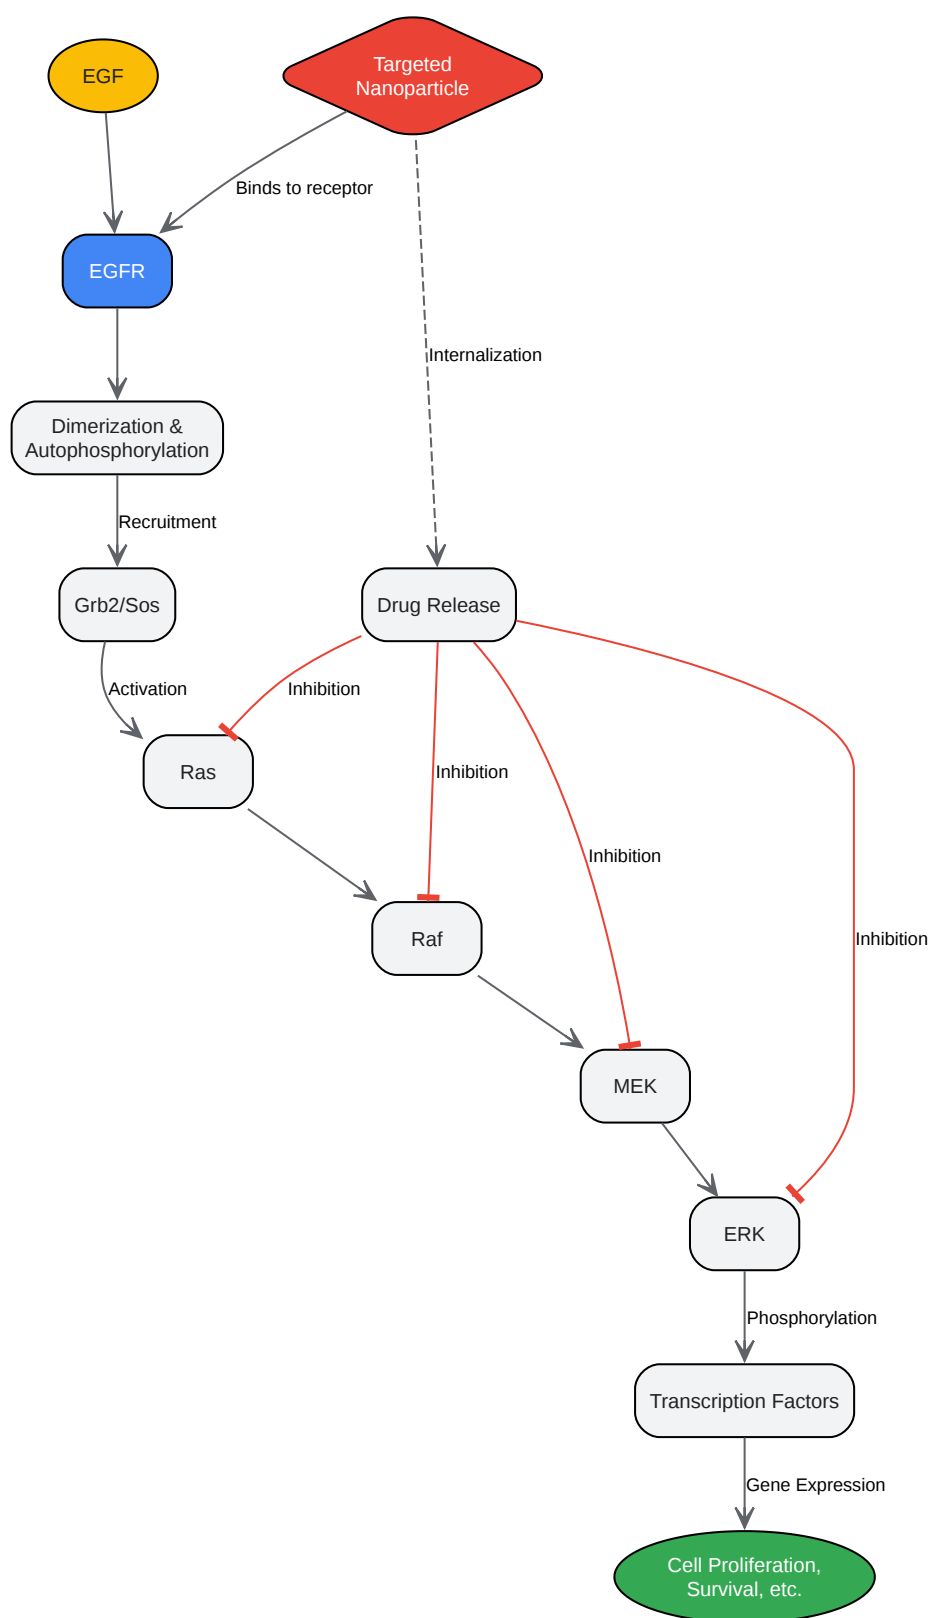 EGF
Targeted
Nanoparticle
Binds to receptor
EGFR
Internalization
Dimerization &
Autophosphorylation
Recruitment
Grb2/Sos
Drug Release
Activation
Inhibition
Ras
Inhibition
Inhibition
Raf
Inhibition
MEK
ERK
Phosphorylation
Transcription Factors
Gene Expression
Cell Proliferation,
Survival, etc.